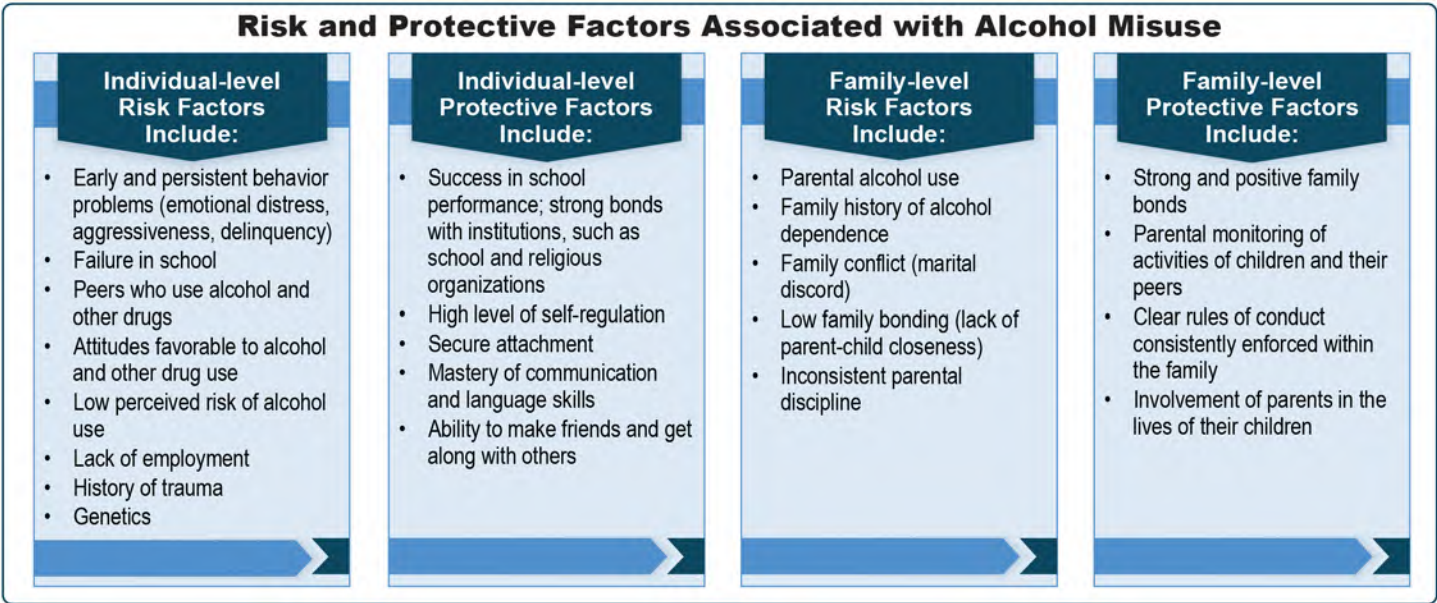 Risk and Protective Factors Associated with Alcohol Misuse
Individual-level
Risk Factors
Include:
• Early and persistent behavior
problems (emotional distress,
aggressiveness, delinquency)
• Failure in school
• Peers who use alcohol and
other drugs
• Attitudes favorable to alcohol
and other drug use
• Low perceived risk of alcohol
use
• Lack of employment
• History of trauma
• Genetics
Individual-level
Protective Factors
Include:
• Success in school
performance; strong bonds
with institutions, such as
school and religious
organizations
• High level of self-regulation
• Secure attachment
• Mastery of communication
and language skills
• Ability to make friends and get
along with others
Family-level
Risk Factors
Include:
• Parental alcohol use
• Family history of alcohol
dependence
• Family conflict (marital
discord)
• Low family bonding (lack of
parent-child closeness)
• Inconsistent parental
discipline
Family-level
Protective Factors
Include:
• Strong and positive family
bonds
• Parental monitoring of
activities of children and their
peers
• Clear rules of conduct
consistently enforced within
the family
• Involvement of parents in the
lives of their children